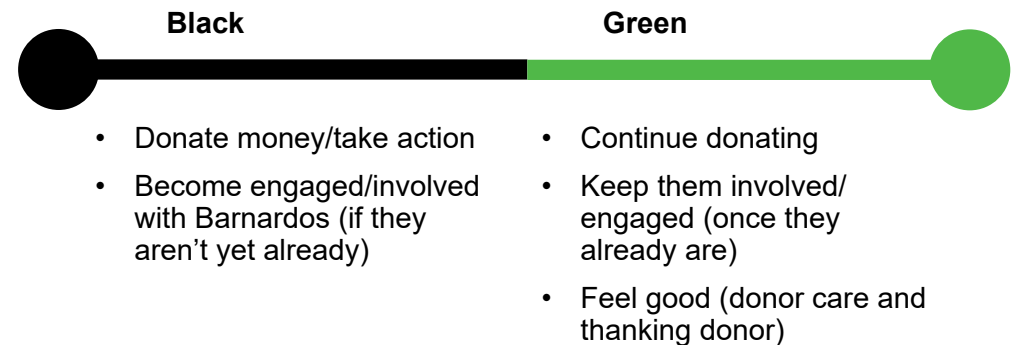 Black
Green
• Donate money/take action
• Become engaged/involved
with Barnardos (if they
aren’t yet already)
• Continue donating
• Keep them involved/
engaged (once they
already are)
• Feel good (donor care and
thanking donor)